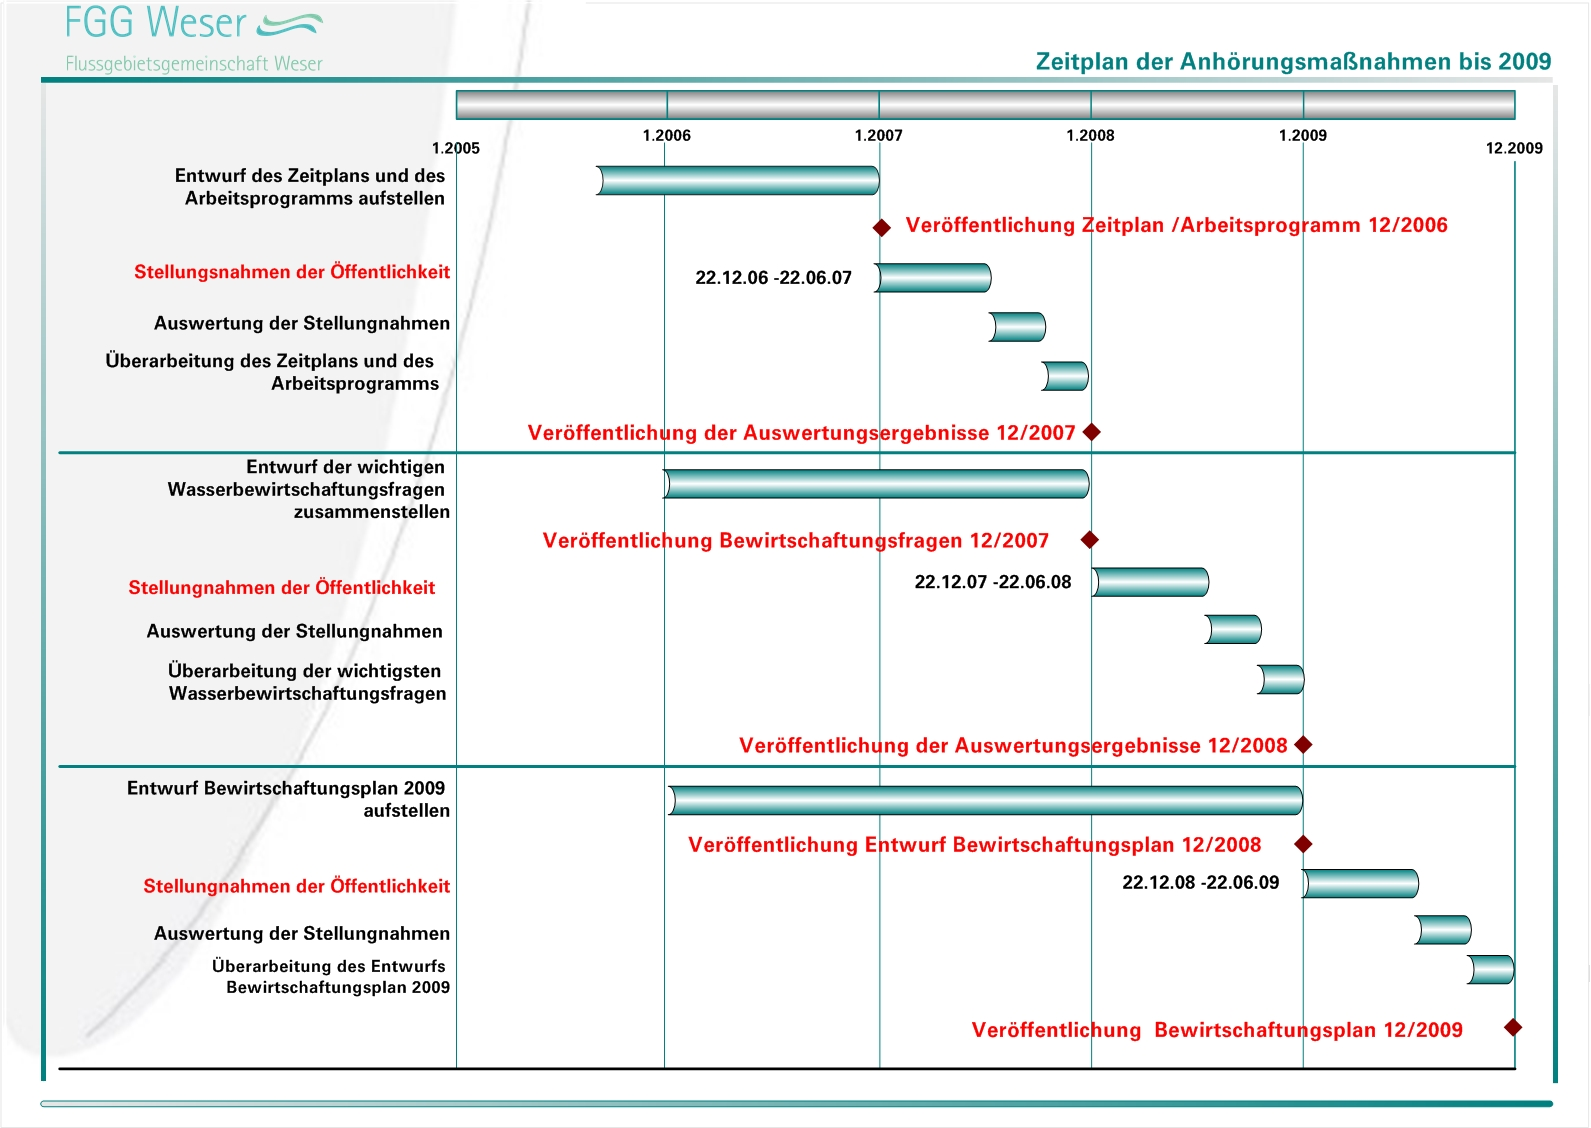 FGG Weser
Flussgebietsgemeinschaft Weser
Zeitplan der Anhörungsmaßnahmen bis 2009
1.2005
1.2006
1.2007
1.2008
1.2009
12.2009
Entwurf des Zeitplans und des
Arbeitsprogramms aufstellen
Veröffentlichung Zeitplan /Arbeitsprogramm 12/2006
Stellungsnahmen der Öffentlichkeit
22.12.06 -22.06.07
Auswertung der Stellungnahmen
Überarbeitung des Zeitplans und des
Arbeitsprogramms
Veröffentlichung der Auswertungsergebnisse 12/2007
Entwurf der wichtigen
Wasserbewirtschaftungsfragen
zusammenstellen
Veröffentlichung Bewirtschaftungsfragen 12/2007
Stellungnahmen der Öffentlichkeit
22.12.07 -22.06.08
Auswertung der Stellungnahmen
Überarbeitung der wichtigsten
Wasserbewirtschaftungsfragen
Veröffentlichung der Auswertungsergebnisse 12/2008
Entwurf Bewirtschaftungsplan 2009
aufstellen
Veröffentlichung Entwurf Bewirtschaftungsplan 12/2008
Stellungnahmen der Öffentlichkeit
22.12.08 -22.06.09
Auswertung der Stellungnahmen
Überarbeitung des Entwurfs
Bewirtschaftungsplan 2009
Veröffentlichung  Bewirtschaftungsplan 12/2009